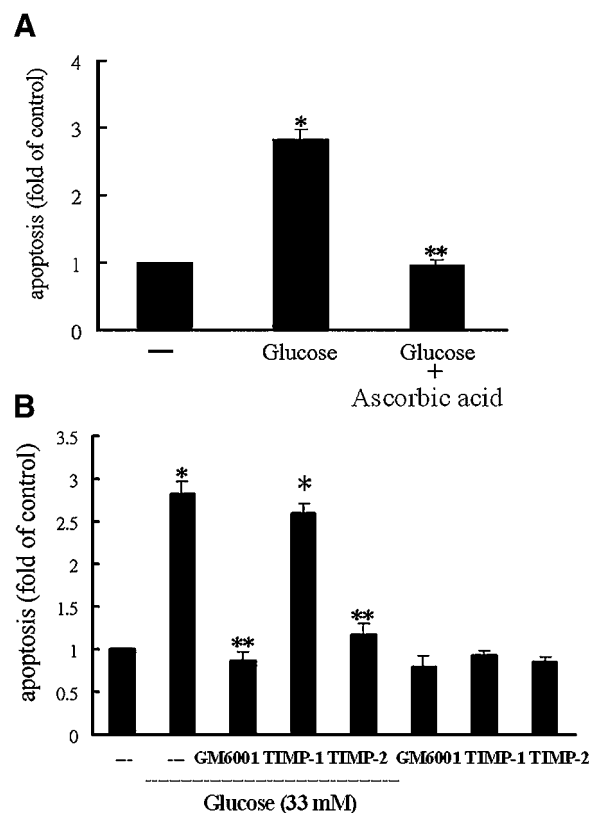 A
apoptosis (fold of control)
4
3
2
1
0
*
**
—
Glucose
Glucose
+
Ascorbic acid
B
apoptosis (fold of control)
3.5
3
2.5
2
1.5
1
0.5
0
*
**
*
**
--- --- GM6001 TIMP-1 TIMP-2 GM6001 TIMP-1 TIMP-2
Glucose (33 mM)